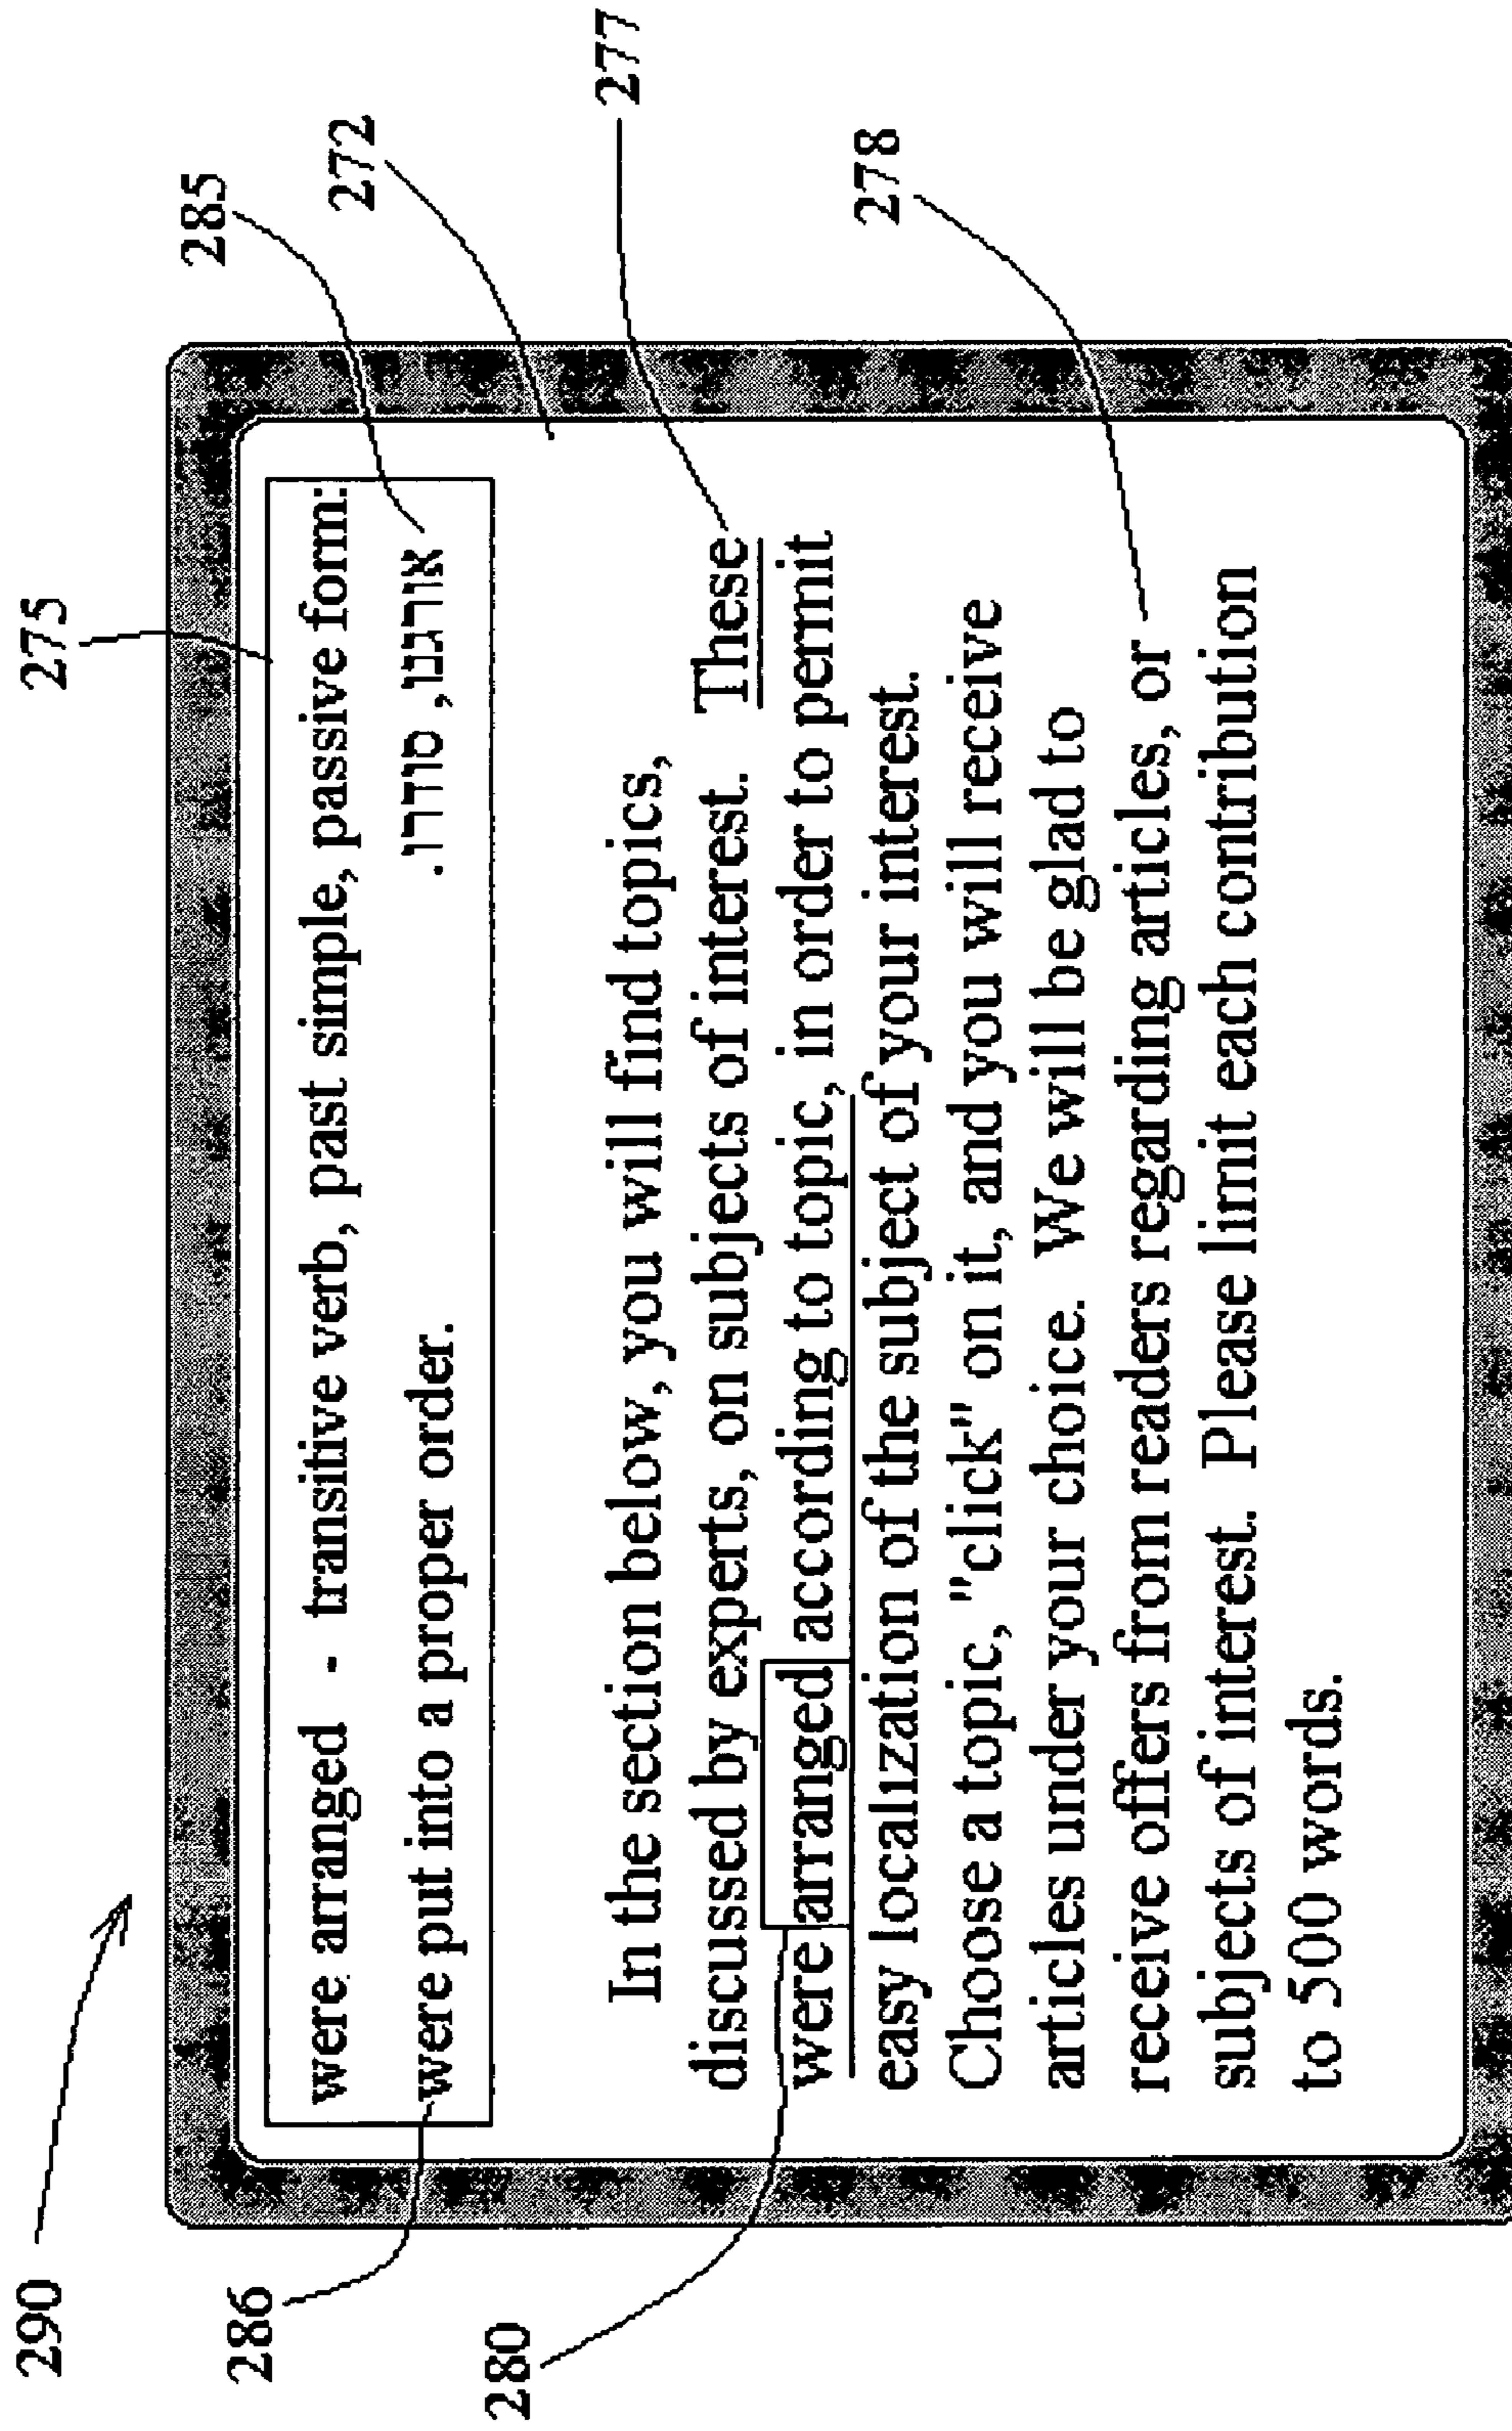 290
275
285
were arranged - transitive verb, past simple, passive form:
272
286
were put into a proper order. אורגנו, סודרו.
277
In the section below, you will find topics,
discussed by experts, on subjects of interest. These
280
were arranged according to topic, in order to permit
easy localization of the subject of your interest.
278
Choose a topic, "click" on it, and you will receive
articles under your choice. We will be glad to
receive offers from readers regarding articles, or
subjects of interest. Please limit each contribution
to 500 words.